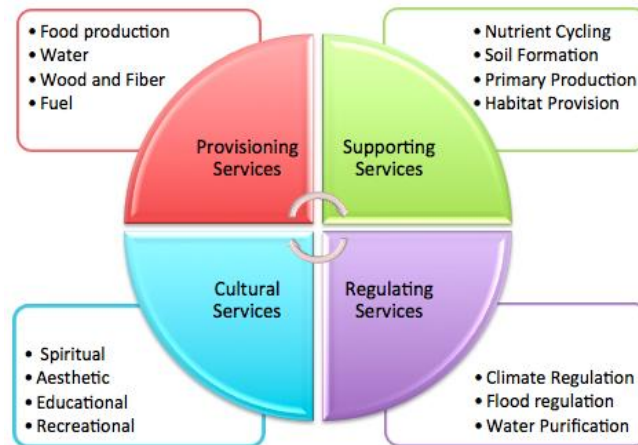 • Food production
• Water
• Wood and Fiber
• Fuel
• Nutrient Cycling
• Soil Formation
• Primary Production
• Habitat Provision
Provisioning
Services
Supporting
Services
Cultural
Services
Regulating
Services
• Spiritual
• Aesthetic
• Educational
• Recreational
• Climate Regulation
• Flood regulation
• Water Purification